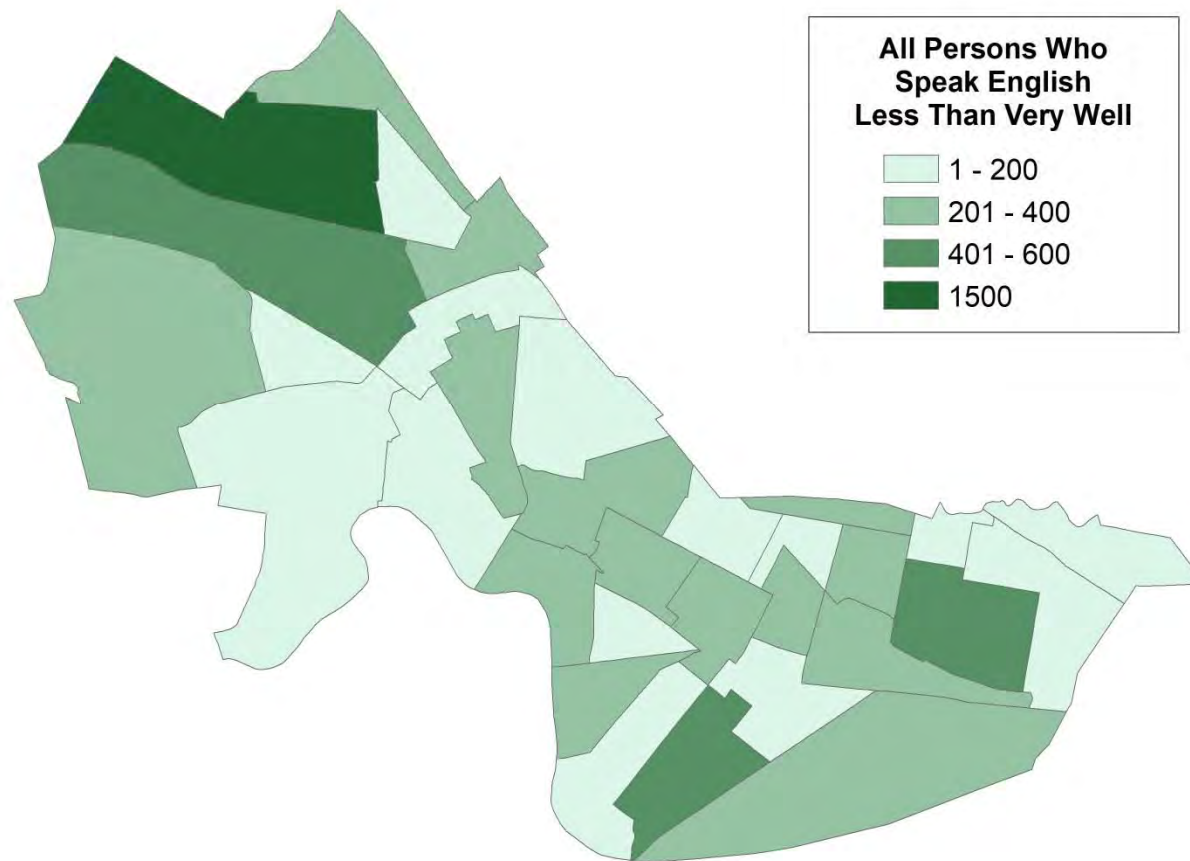 All Persons Who
Speak English
Less Than Very Well
1 - 200
201 - 400
401 - 600
1500